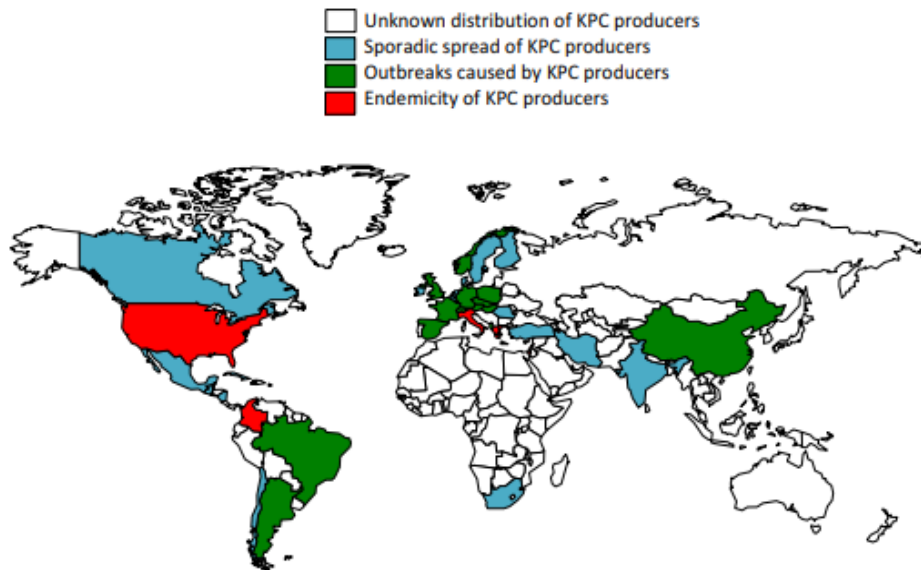 Unknown distribution of KPC producers
Sporadic spread of KPC producers
Outbreaks caused by KPC producers
Endemicity of KPC producers